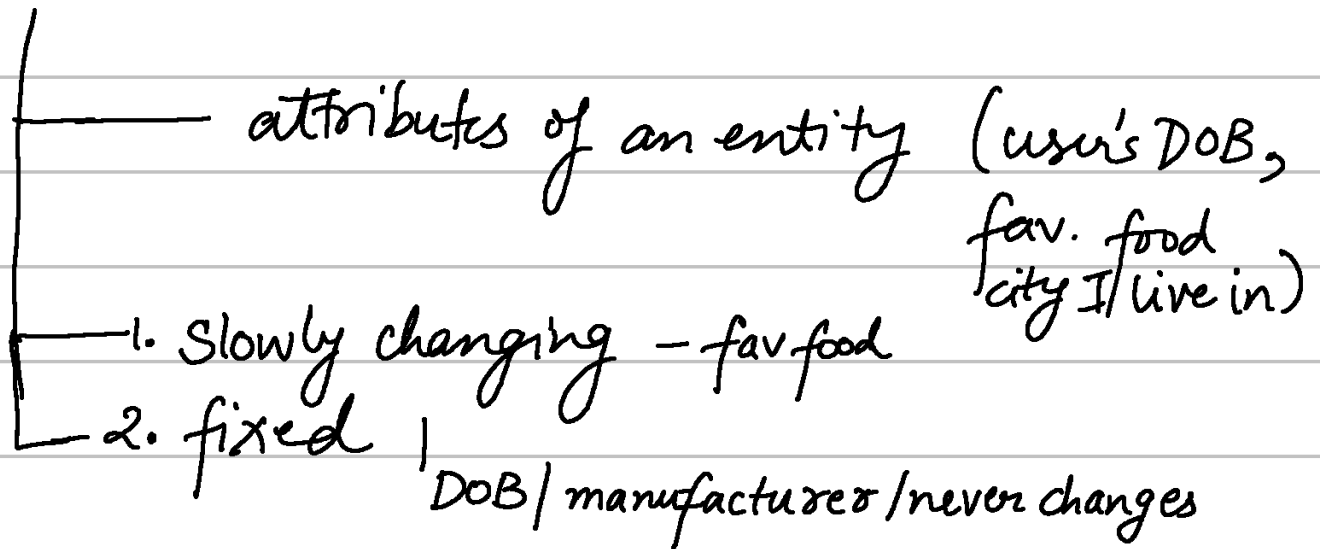 attributes of an entity (user's DOB,
fav. food
city I live in)
1. Slowly changing - fav food
2. fixed
DOB / manufacturer / never changes